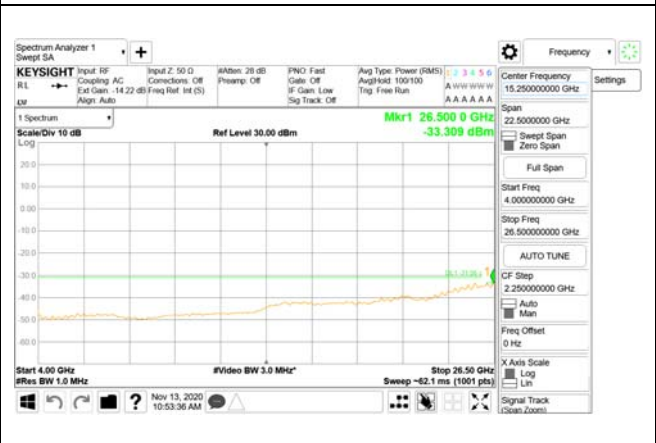 Spectrum Analyzer 1
Swept SA
+
Frequency
KEYSIGHT
RL
Input: RF
Coupling: AC
Ext Gain: -14.22 dB
Align: Auto
Input Z: 50 Ω
Corrections: Off
Freq Ref: Int (S)
#Atten: 28 dB
Preamp: Off
PNO: Fast
Gate: Off
IF Gain: Low
Sig Track: Off
Avg Type: Power (RMS)
Avg|Hold: 100/100
Trig: Free Run
1 2 3 4 5 6
A W W W W W
A A A A A A
1 Spectrum
Scale/Div 10 dB
Log
Ref Level 30.00 dBm
Mkr1 26.500 0 GHz
-33.309 dBm
20.0
10.0
0.00
-10.0
-20.0
-30.0
-40.0
-50.0
-60.0
1
Start 4.00 GHz
#Res BW 1.0 MHz
#Video BW 3.0 MHz*
Stop 26.50 GHz
Sweep ~62.1 ms (1001 pts)
Nov 13, 2020
10:53:36 AM
?
Center Frequency
15.250000000 GHz
Settings
Span
22.5000000 GHz
Swept Span
Zero Span
Full Span
Start Freq
4.000000000 GHz
Stop Freq
26.500000000 GHz
AUTO TUNE
CF Step
2.250000000 GHz
Auto
Man
Freq Offset
0 Hz
X Axis Scale
Log
Lin
Signal Track
(Span Zoom)